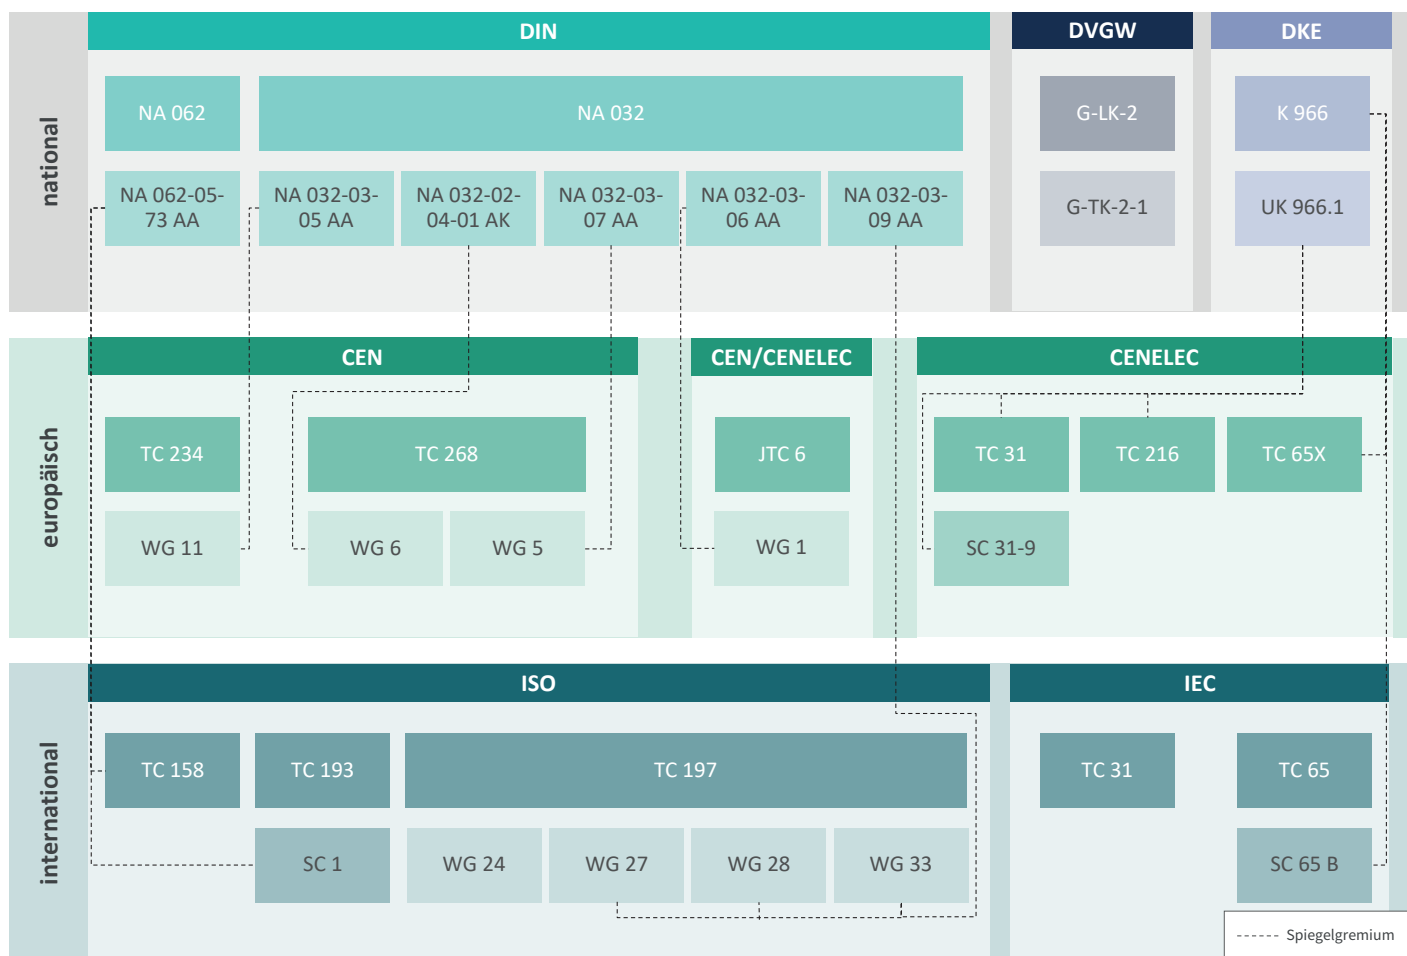 national
DIN
DVGW
DKE
NA 062
NA 032
G-LK-2
K 966
NA 062-05-
73 AA
NA 032-03-
05 AA
NA 032-02-
04-01 AK
NA 032-03-
07 AA
NA 032-03-
06 AA
NA 032-03-
09 AA
G-TK-2-1
UK 966.1
europäisch
CEN
CEN/CENELEC
CENELEC
TC 234
TC 268
JTC 6
TC 31
TC 216
TC 65X
WG 11
WG 6
WG 5
WG 1
SC 31-9
international
ISO
IEC
TC 158
TC 193
TC 197
TC 31
TC 65
SC 1
WG 24
WG 27
WG 28
WG 33
SC 65 B
Spiegelgremium